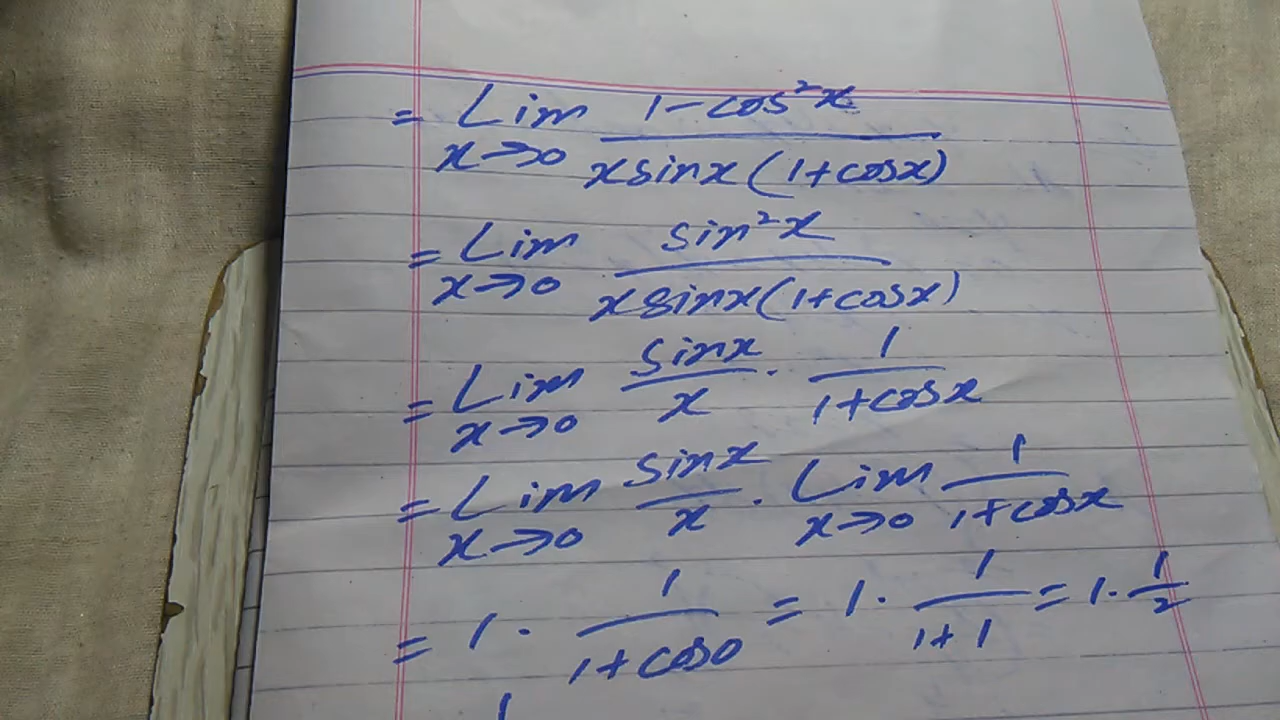 = Lim x→0 1-cos²x / xsinx(1+cosx)
= Lim x→0 sin²x / xsinx(1+cosx)
= Lim x→0 sinx/x · 1/1+cosx
= Lim x→0 sinx/x · Lim x→0 1/1+cosx
= 1 · 1/1+cos0 = 1 · 1/1+1 = 1 · 1/2